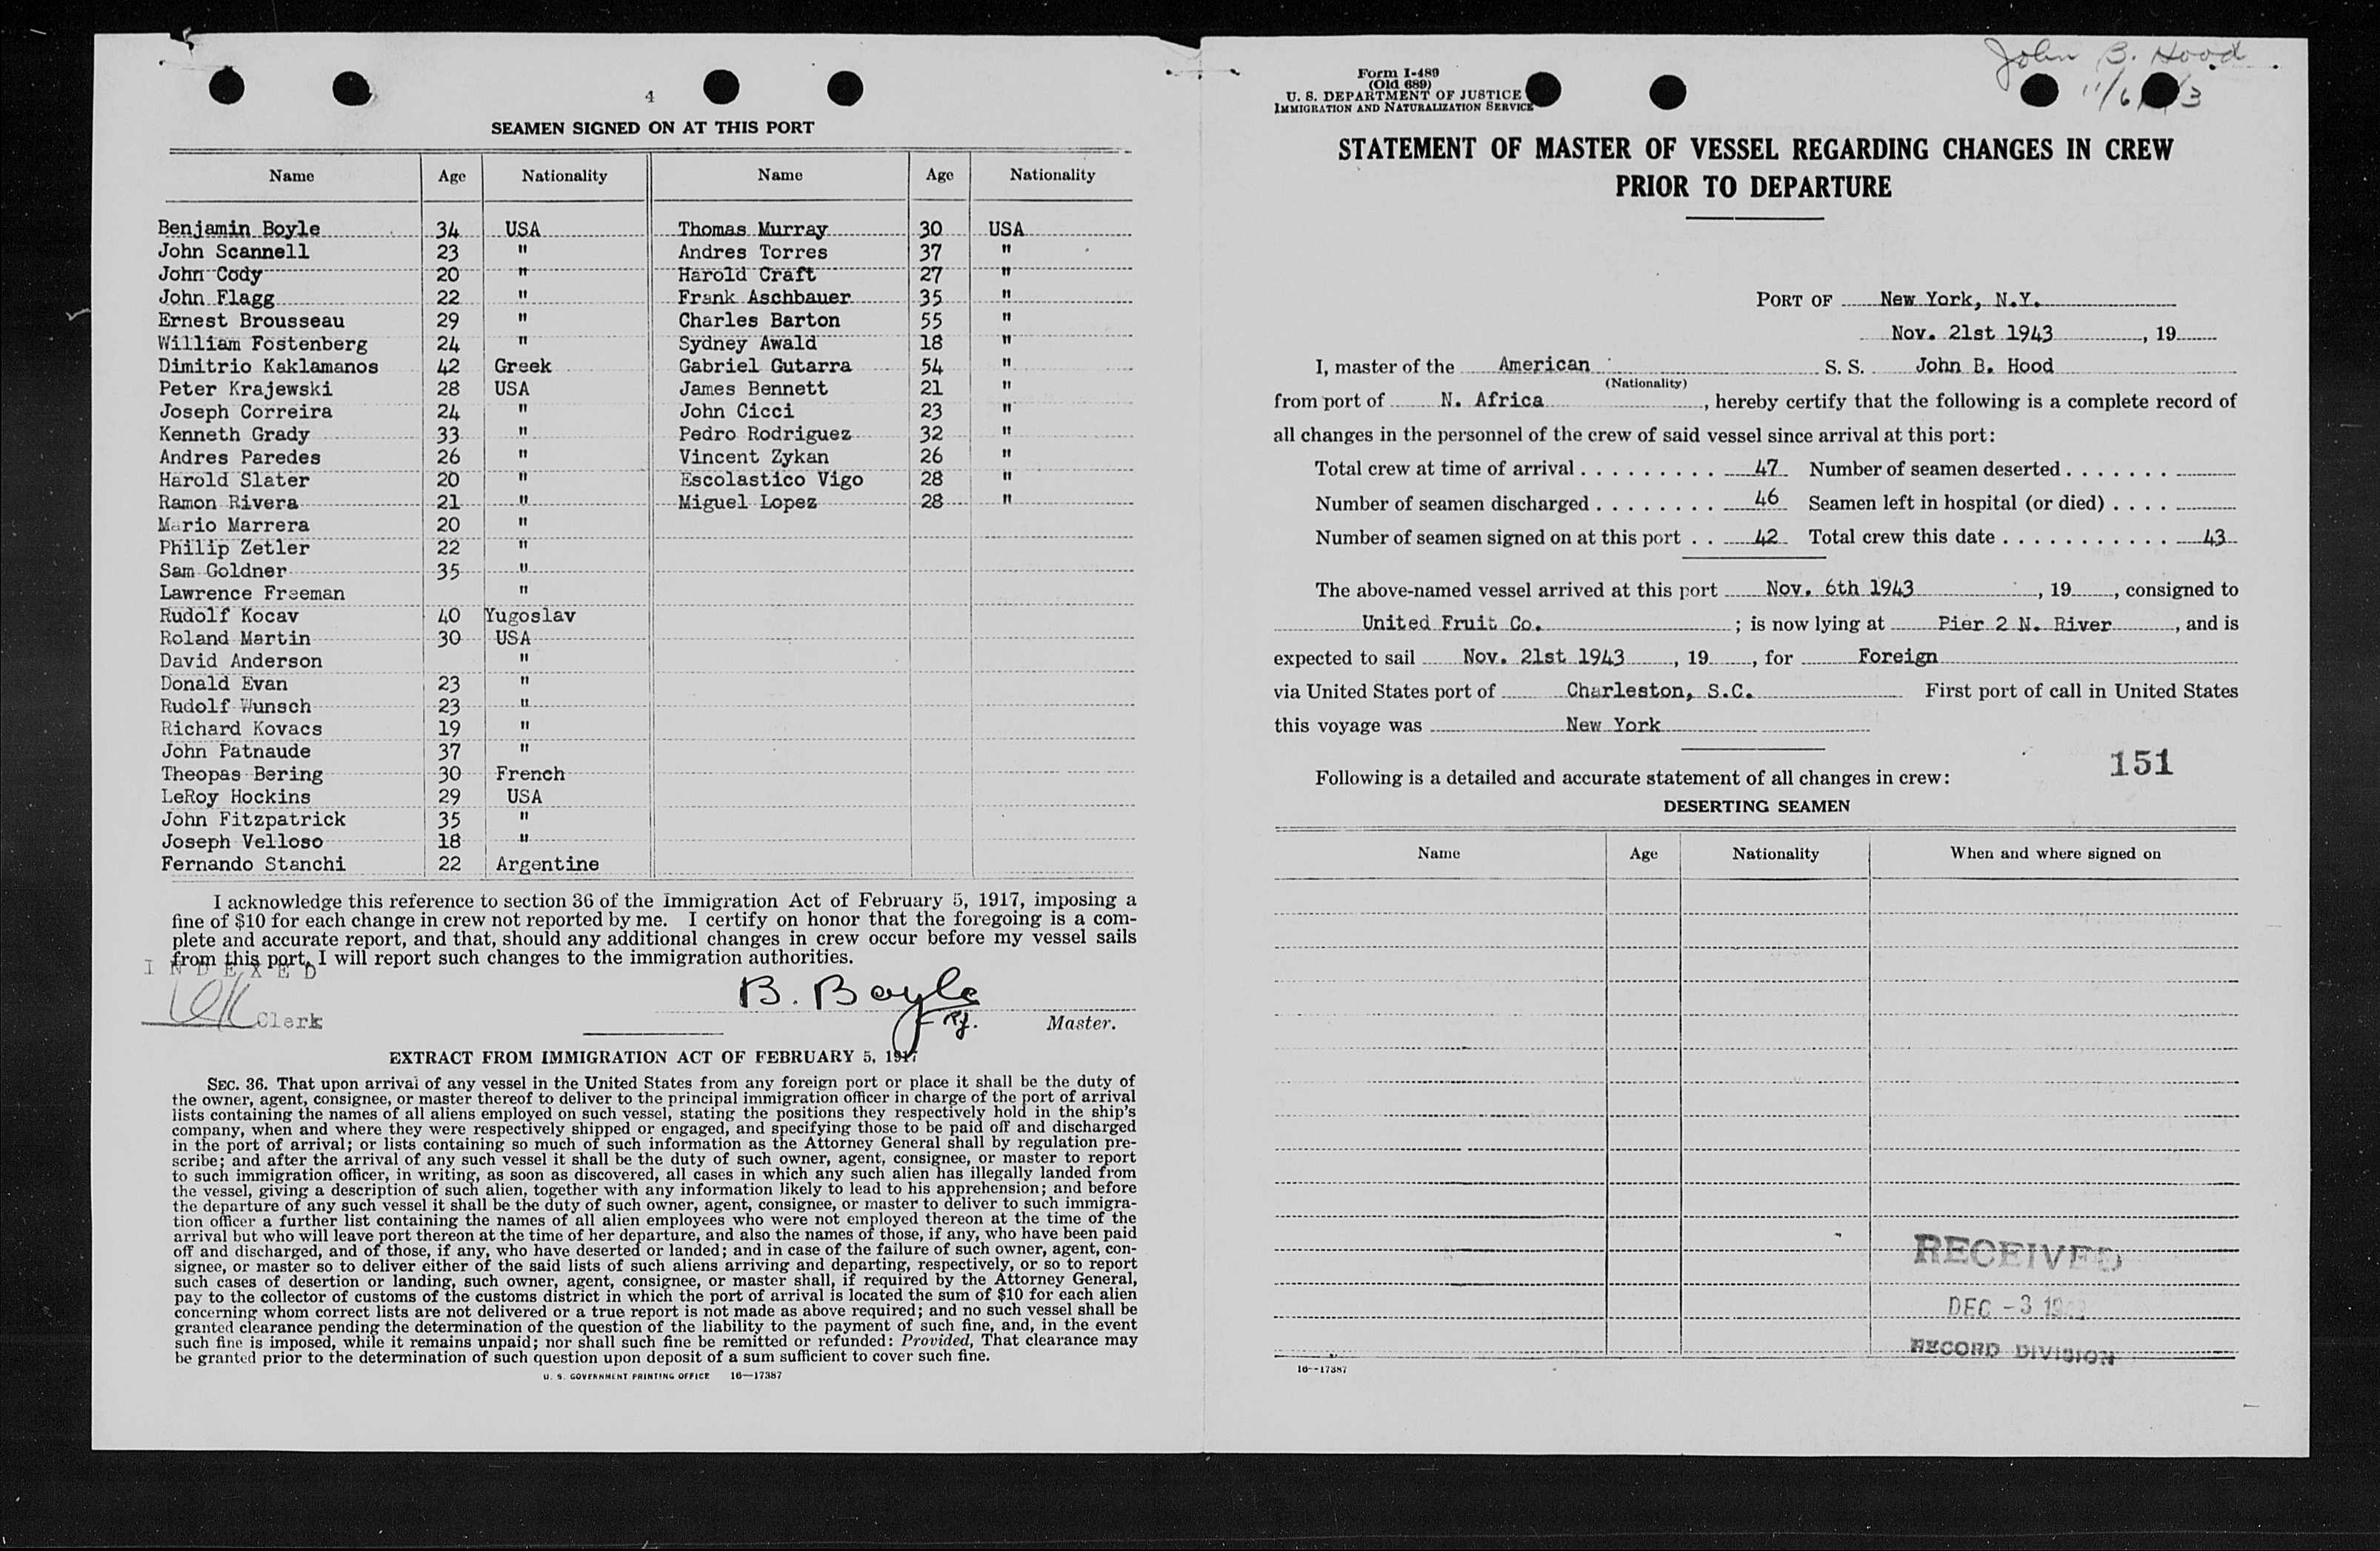 4
SEAMEN SIGNED ON AT THIS PORT
Name Age Nationality Name Age Nationality
Benjamin Boyle 34 USA Thomas Murray 30 USA
John Scannell 23 " Andres Torres 37 "
John Cody 20 " Harold Craft 27 "
John Flagg 22 " Frank Aschbauer 35 "
Ernest Brousseau 29 " Charles Barton 55 "
William Fostenberg 24 " Sydney Awald 18 "
Dimitrio Kaklamanos 42 Greek Gabriel Gutarra 54 "
Peter Krajewski 28 USA James Bennett 21 "
Joseph Correira 24 " John Cicci 23 "
Kenneth Grady 33 " Pedro Rodriguez 32 "
Andres Paredes 26 " Vincent Zykan 26 "
Harold Slater 20 " Escolastico Vigo 28 "
Ramon Rivera 21 " Miguel Lopez 28 "
Mario Marrera 20 "
Philip Zetler 22 "
Sam Goldner 35 "
Lawrence Freeman "
Rudolf Kocav 40 Yugoslav
Roland Martin 30 USA
David Anderson "
Donald Evan 23 "
Rudolf Wunsch 23 "
Richard Kovacs 19 "
John Patnaude 37 "
Theopas Bering 30 French
LeRoy Hockins 29 USA
John Fitzpatrick 35 "
Joseph Velloso 18 "
Fernando Stanchi 22 Argentine
I acknowledge this reference to section 36 of the Immigration Act of February 5, 1917, imposing a
fine of $10 for each change in crew not reported by me. I certify on honor that the foregoing is a com-
plete and accurate report, and that, should any additional changes in crew occur before my vessel sails
from this port, I will report such changes to the immigration authorities.
INDEXED
Clerk
B. Boyle
Master.
EXTRACT FROM IMMIGRATION ACT OF FEBRUARY 5, 1917
SEC. 36. That upon arrival of any vessel in the United States from any foreign port or place it shall be the duty of
the owner, agent, consignee, or master thereof to deliver to the principal immigration officer in charge of the port of arrival
lists containing the names of all aliens employed on such vessel, stating the positions they respectively hold in the ship's
company, when and where they were respectively shipped or engaged, and specifying those to be paid off and discharged
in the port of arrival; or lists containing so much of such information as the Attorney General shall by regulation pre-
scribe; and after the arrival of any such vessel it shall be the duty of such owner, agent, consignee, or master to report
to such immigration officer, in writing, as soon as discovered, all cases in which any such alien has illegally landed from
the vessel, giving a description of such alien, together with any information likely to lead to his apprehension; and before
the departure of any such vessel it shall be the duty of such owner, agent, consignee, or master to deliver to such immigra-
tion officer a further list containing the names of all alien employees who were not employed thereon at the time of the
arrival but who will leave port thereon at the time of her departure, and also the names of those, if any, who have been paid
off and discharged, and of those, if any, who have deserted or landed; and in case of the failure of such owner, agent, con-
signee, or master so to deliver either of the said lists of such aliens arriving and departing, respectively, or so to report
such cases of desertion or landing, such owner, agent, consignee, or master shall, if required by the Attorney General,
pay to the collector of customs of the customs district in which the port of arrival is located the sum of $10 for each alien
concerning whom correct lists are not delivered or a true report is not made as above required; and no such vessel shall be
granted clearance pending the determination of the question of the liability to the payment of such fine, and, in the event
such fine is imposed, while it remains unpaid; nor shall such fine be remitted or refunded: Provided, That clearance may
be granted prior to the determination of such question upon deposit of a sum sufficient to cover such fine.
U. S. GOVERNMENT PRINTING OFFICE 16—17387
John B. Hood
11/6/ 3
Form I-489
(Old 689)
U. S. DEPARTMENT OF JUSTICE
IMMIGRATION AND NATURALIZATION SERVICE
STATEMENT OF MASTER OF VESSEL REGARDING CHANGES IN CREW
PRIOR TO DEPARTURE
PORT OF New York, N.Y.
Nov. 21st 1943, 19
I, master of the American S. S. John B. Hood
(Nationality)
from port of N. Africa, hereby certify that the following is a complete record of
all changes in the personnel of the crew of said vessel since arrival at this port:
Total crew at time of arrival . . . . . . . . . 47 Number of seamen deserted . . . . . . .
Number of seamen discharged . . . . . . . . 46 Seamen left in hospital (or died) . . . .
Number of seamen signed on at this port . . 42 Total crew this date . . . . . . . . . . . . 43
The above-named vessel arrived at this port Nov. 6th 1943, 19, consigned to
United Fruit Co.; is now lying at Pier 2 N. River, and is
expected to sail Nov. 21st 1943, 19, for Foreign
via United States port of Charleston, S.C. First port of call in United States
this voyage was New York
151
Following is a detailed and accurate statement of all changes in crew:
DESERTING SEAMEN
Name Age Nationality When and where signed on
RECEIVED
DEC -3 19
RECORD DIVISION
16—17387